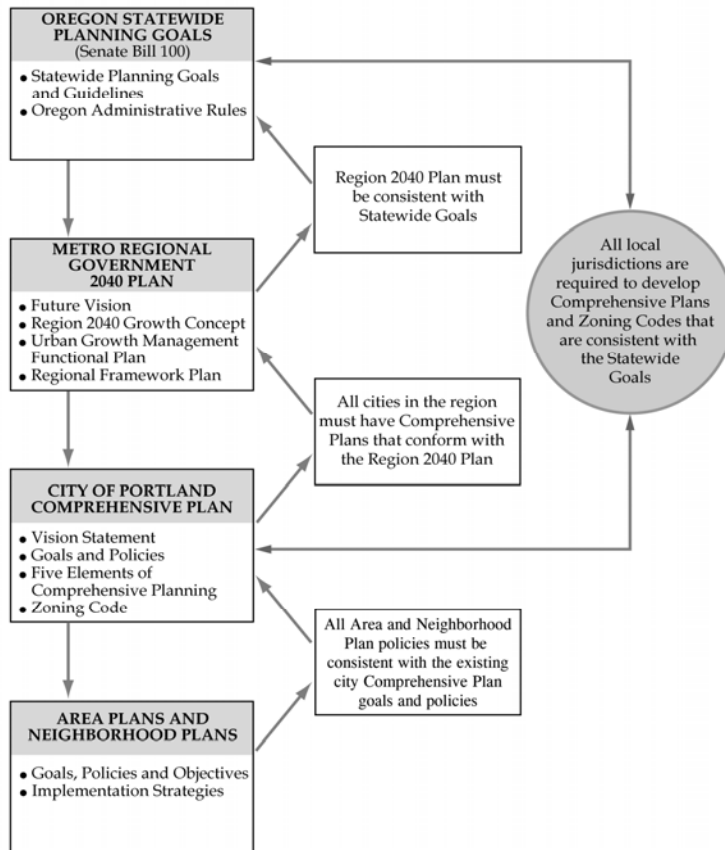 OREGON STATEWIDE
PLANNING GOALS
(Senate Bill 100)
● Statewide Planning Goals
and Guidelines
● Oregon Administrative Rules
Region 2040 Plan must
be consistent with
Statewide Goals
METRO REGIONAL
GOVERNMENT
2040 PLAN
● Future Vision
● Region 2040 Growth Concept
● Urban Growth Management
Functional Plan
● Regional Framework Plan
All local
jurisdictions are
required to develop
Comprehensive Plans
and Zoning Codes that
are consistent with
the Statewide
Goals
All cities in the region
must have Comprehensive
Plans that conform with
the Region 2040 Plan
CITY OF PORTLAND
COMPREHENSIVE PLAN
● Vision Statement
● Goals and Policies
● Five Elements of
Comprehensive Planning
● Zoning Code
All Area and Neighborhood
Plan policies must be
consistent with the existing
city Comprehensive Plan
goals and policies
AREA PLANS AND
NEIGHBORHOOD PLANS
● Goals, Policies and Objectives
● Implementation Strategies